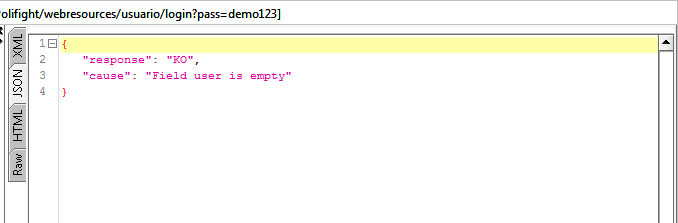 olifight/webresources/usuario/login?pass=demo123]
XML
JSON
HTML
Raw
1 {
2 "response": "KO",
3 "cause": "Field user is empty"
4 }